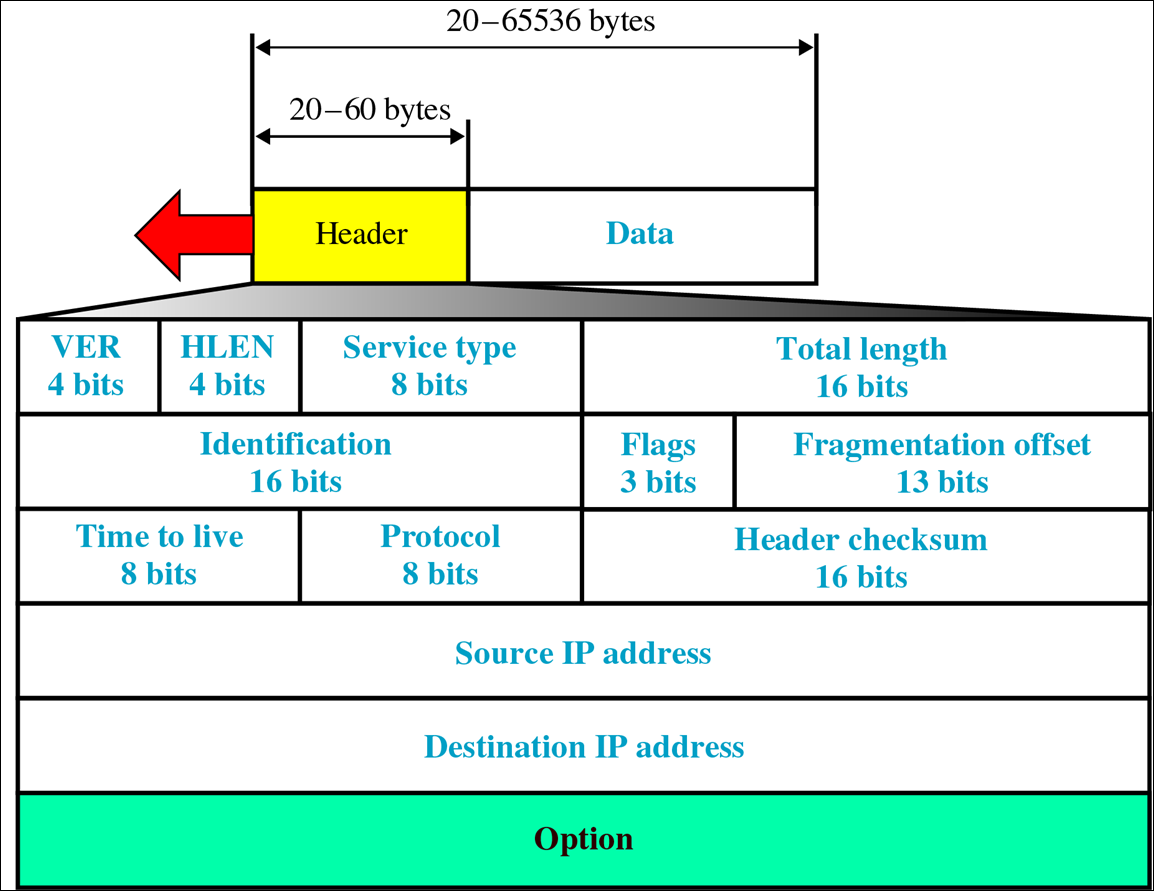 20–65536 bytes
20–60 bytes
Header
Data
VER
4 bits
HLEN
4 bits
Service type
8 bits
Total length
16 bits
Identification
16 bits
Flags
3 bits
Fragmentation offset
13 bits
Time to live
8 bits
Protocol
8 bits
Header checksum
16 bits
Source IP address
Destination IP address
Option